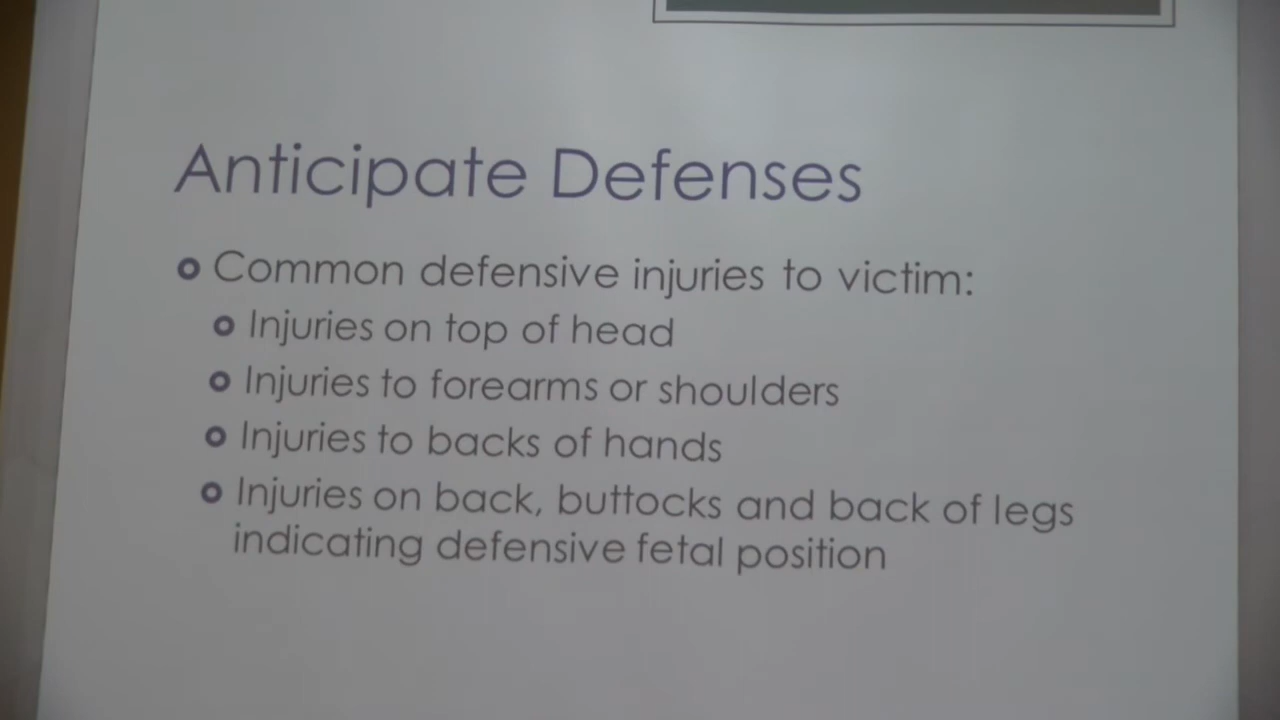 Anticipate Defenses
Common defensive injuries to victim:
Injuries on top of head
Injuries to forearms or shoulders
Injuries to backs of hands
Injuries on back, buttocks and back of legs
indicating defensive fetal position